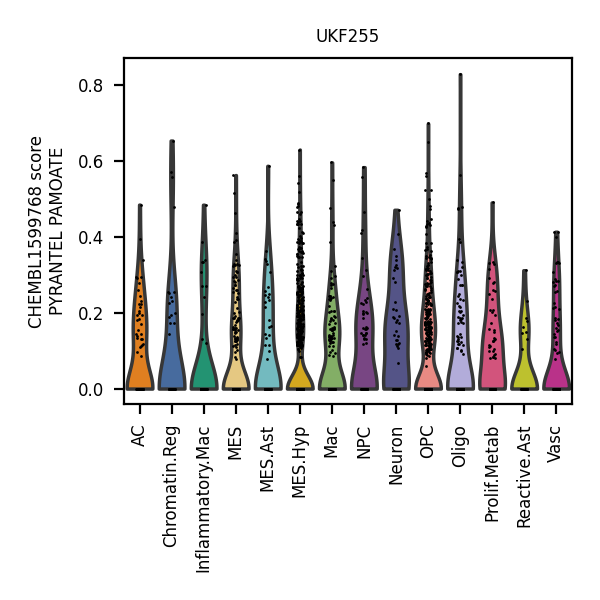 UKF255
CHEMBL1599768 score
PYRANTEL PAMOATE
0.8
0.6
0.4
0.2
0.0
AC
Chromatin.Reg
Inflammatory.Mac
MES
MES.Ast
MES.Hyp
Mac
NPC
Neuron
OPC
Oligo
Prolif.Metab
Reactive.Ast
Vasc